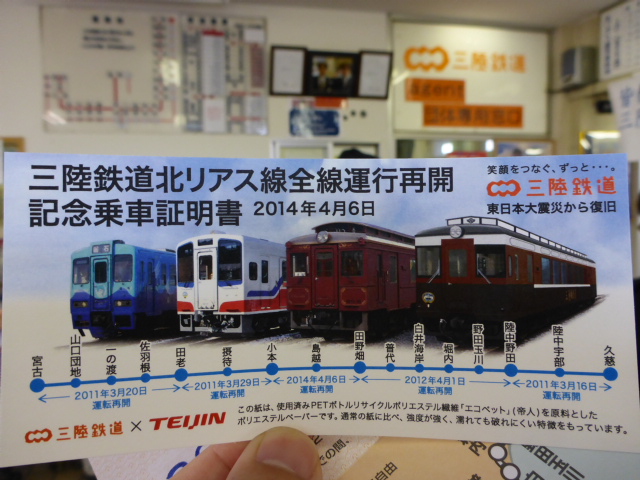 三陸鉄道
agent
三陸鉄道北リアス線全線運行再開
記念乗車証明書 2014年4月6日
笑顔をつなぐ、ずっと・・・。
三陸鉄道
東日本大震災から復旧
宮古
山口団地
一の渡
佐羽根
田老
摂待
小本
島越
田野畑
普代
白井海岸
堀内
野田玉川
陸中野田
陸中宇部
久慈
2011年3月20日
運転再開
2011年3月29日
運転再開
2014年4月6日
運転再開
2012年4月1日
運転再開
2011年3月16日
運転再開
三陸鉄道 × TEIJIN
この紙は、使用済みPETボトルリサイクルポリエステル繊維「エコペット」(帝人)を原料とした
ポリエステルペーパーです。通常の紙に比べ、強度が強く、濡れても破れにくい特徴をもっています。